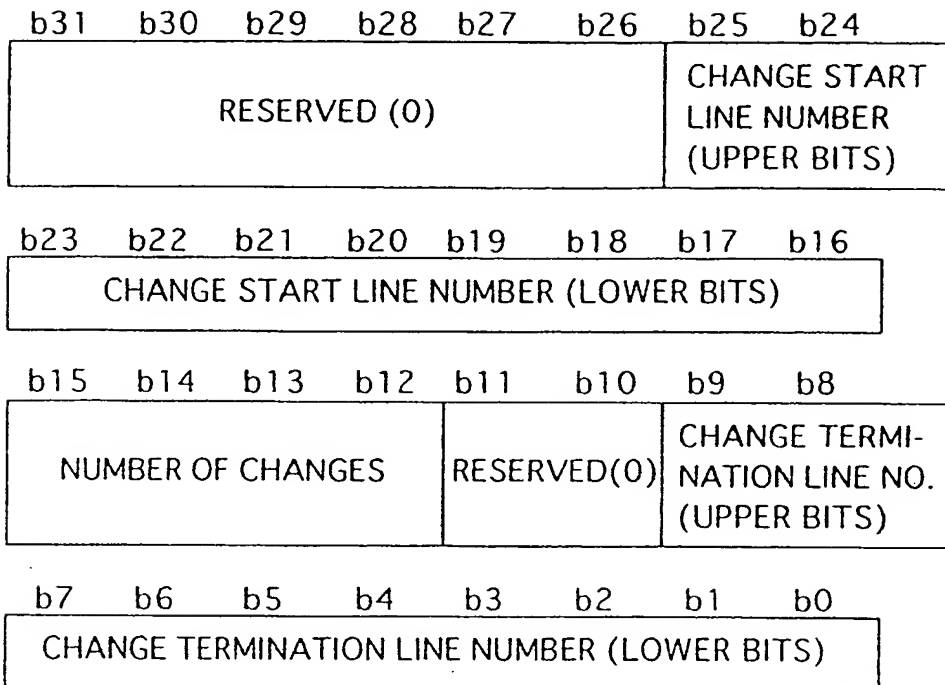 b31 b30 b29 b28 b27 b26 b25 b24
RESERVED (0)
CHANGE START
LINE NUMBER
(UPPER BITS)
b23 b22 b21 b20 b19 b18 b17 b16
CHANGE START LINE NUMBER (LOWER BITS)
b15 b14 b13 b12 b11 b10 b9 b8
NUMBER OF CHANGES
RESERVED(0)
CHANGE TERMI-
NATION LINE NO.
(UPPER BITS)
b7 b6 b5 b4 b3 b2 b1 b0
CHANGE TERMINATION LINE NUMBER (LOWER BITS)